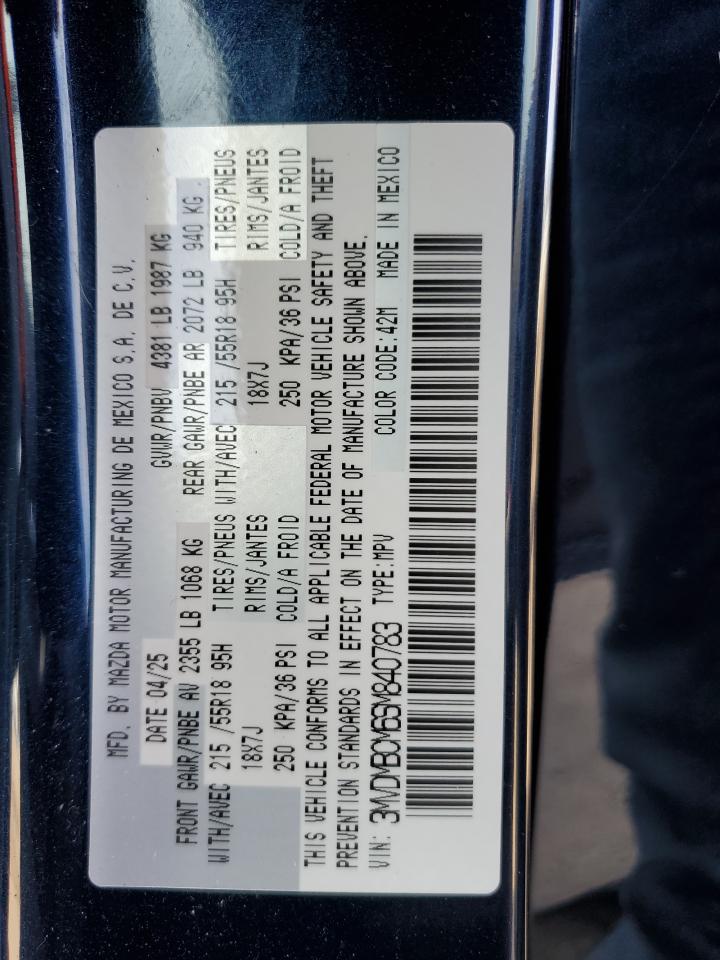 MFD. BY MAZDA MOTOR MANUFACTURING DE MEXICO S.A. DE C.V.
DATE 04/25 GVWR/PNBV 4381 LB 1987 KG
FRONT GAWR/PNBE AV 2355 LB 1068 KG REAR GAWR/PNBE AR 2072 LB 940 KG.
WITH/AVEC 215 /55R18 95H TIRES/PNEUS WITH/AVEC 215 /55R18 95H TIRES/PNEUS
18X7J RIMS/JANTES 18X7J RIMS/JANTES
250 KPA/36 PSI COLD/A FROID 250 KPA/36 PSI COLD/A FROID
THIS VEHICLE CONFORMS TO ALL APPLICABLE FEDERAL MOTOR VEHICLE SAFETY AND THEFT
PREVENTION STANDARDS IN EFFECT ON THE DATE OF MANUFACTURE SHOWN ABOVE.
VIN: 3MVDMBCM6SM840783 TYPE:MPV COLOR CODE:42M MADE IN MEXICO